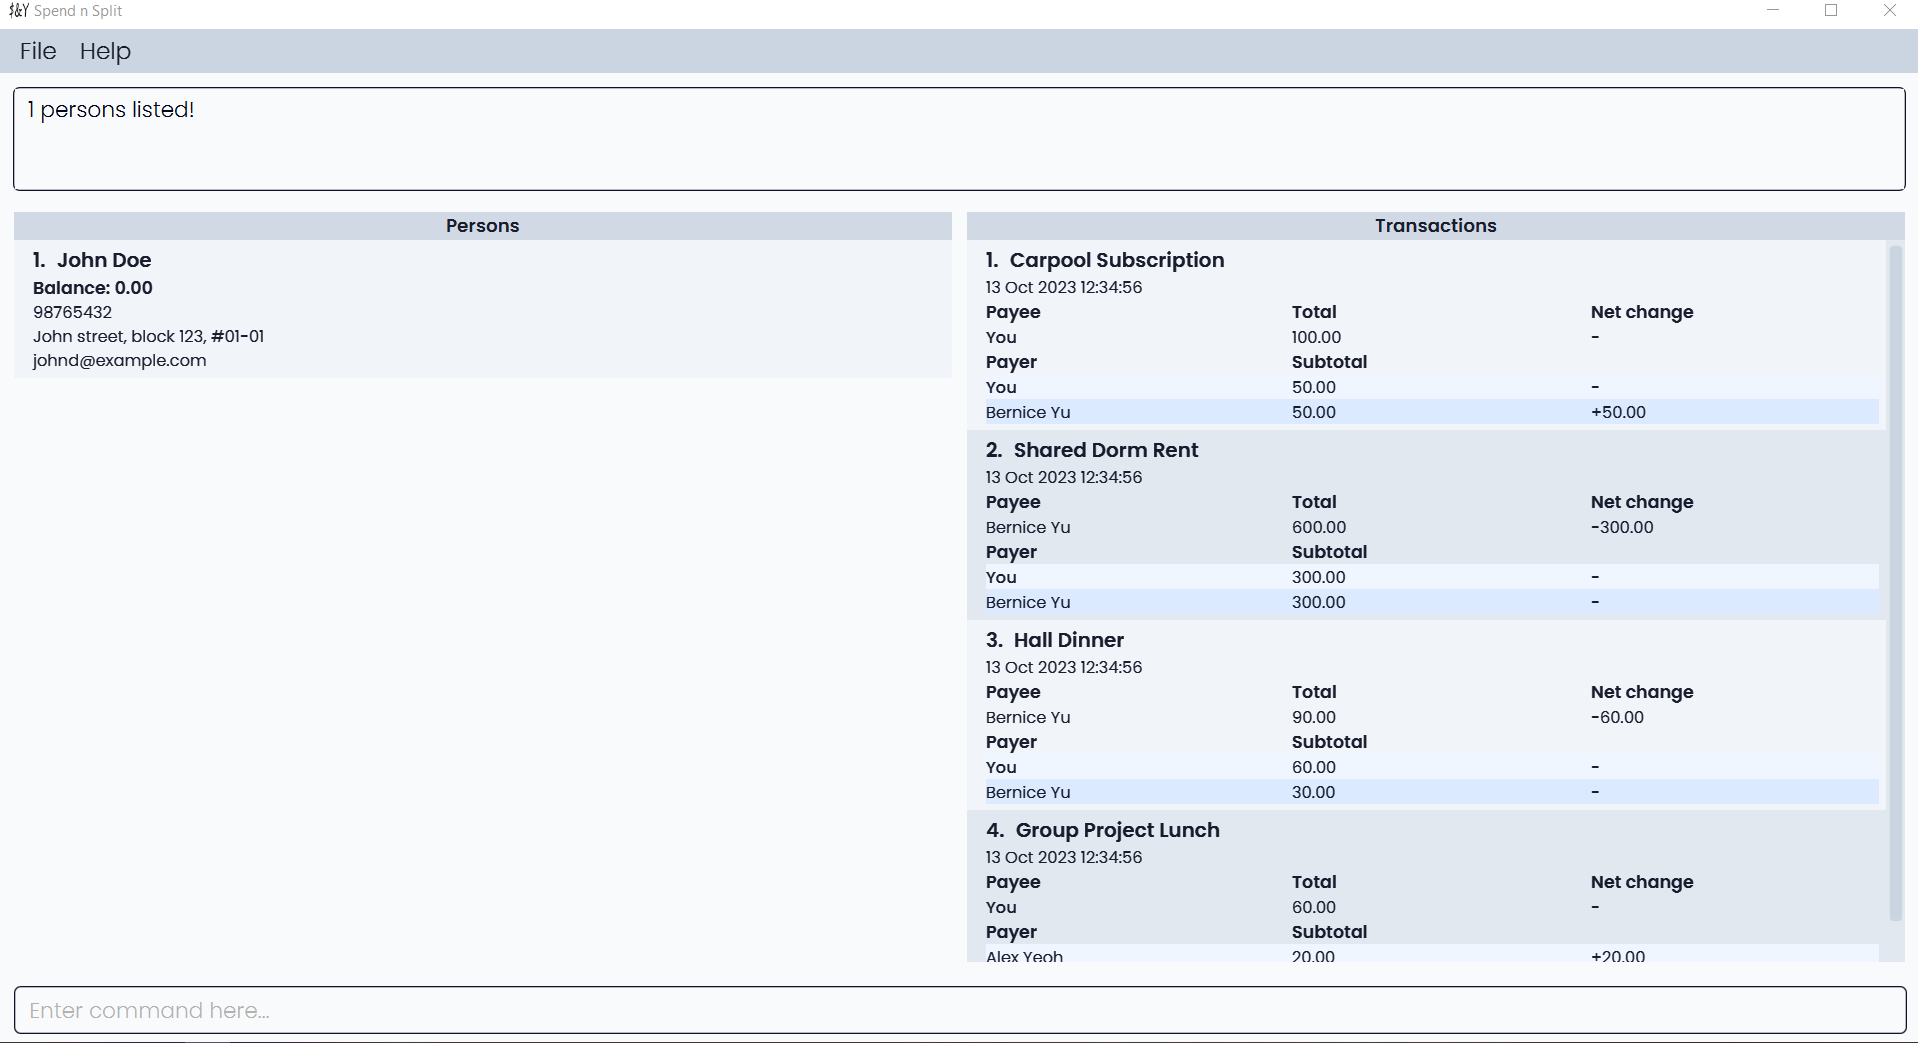 $&Y Spend n Split
File Help
1 persons listed!
Persons
1. John Doe
Balance: 0.00
98765432
John street, block 123, #01-01
johnd@example.com
Transactions
1. Carpool Subscription
13 Oct 2023 12:34:56
Payee Total Net change
You 100.00 -
Payer Subtotal
You 50.00 -
Bernice Yu 50.00 +50.00
2. Shared Dorm Rent
13 Oct 2023 12:34:56
Payee Total Net change
Bernice Yu 600.00 -300.00
Payer Subtotal
You 300.00 -
Bernice Yu 300.00 -
3. Hall Dinner
13 Oct 2023 12:34:56
Payee Total Net change
Bernice Yu 90.00 -60.00
Payer Subtotal
You 60.00 -
Bernice Yu 30.00 -
4. Group Project Lunch
13 Oct 2023 12:34:56
Payee Total Net change
You 60.00 -
Payer Subtotal
Alex Yeoh 20.00 +20.00
Enter command here...